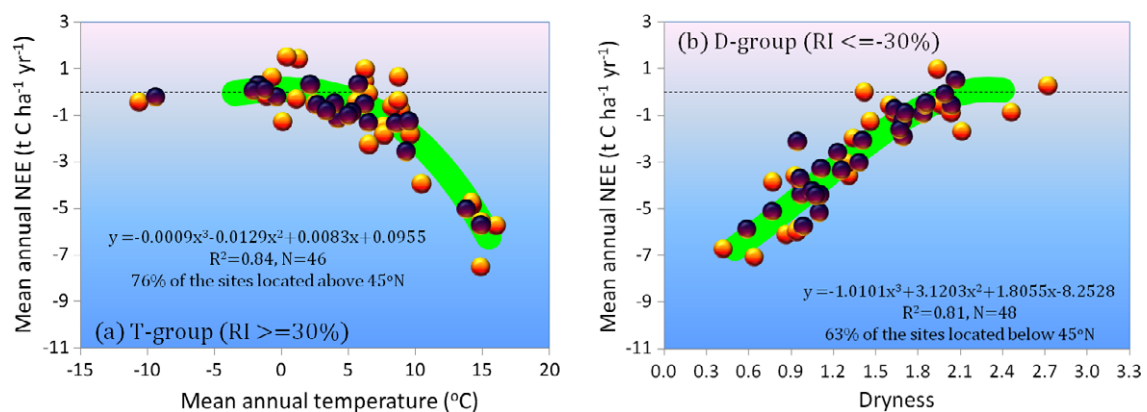 3
1
-1
-3
-5
-7
-9
-11
Mean annual NEE (t C ha⁻¹ yr⁻¹)
y =-0.0009x³-0.0129x²+0.0083x+0.0955
R²=0.84, N=46
76% of the sites located above 45°N
(a) T-group (RI >=30%)
-15 -10 -5 0 5 10 15 20
Mean annual temperature (°C)
3
1
-1
-3
-5
-7
-9
-11
Mean annual NEE (t C ha⁻¹ yr⁻¹)
(b) D-group (RI <=-30%)
y =-1.0101x³+3.1203x²+1.8055x-8.2528
R²=0.81, N=48
63% of the sites located below 45°N
0.0 0.3 0.6 0.9 1.2 1.5 1.8 2.1 2.4 2.7 3.0 3.3
Dryness